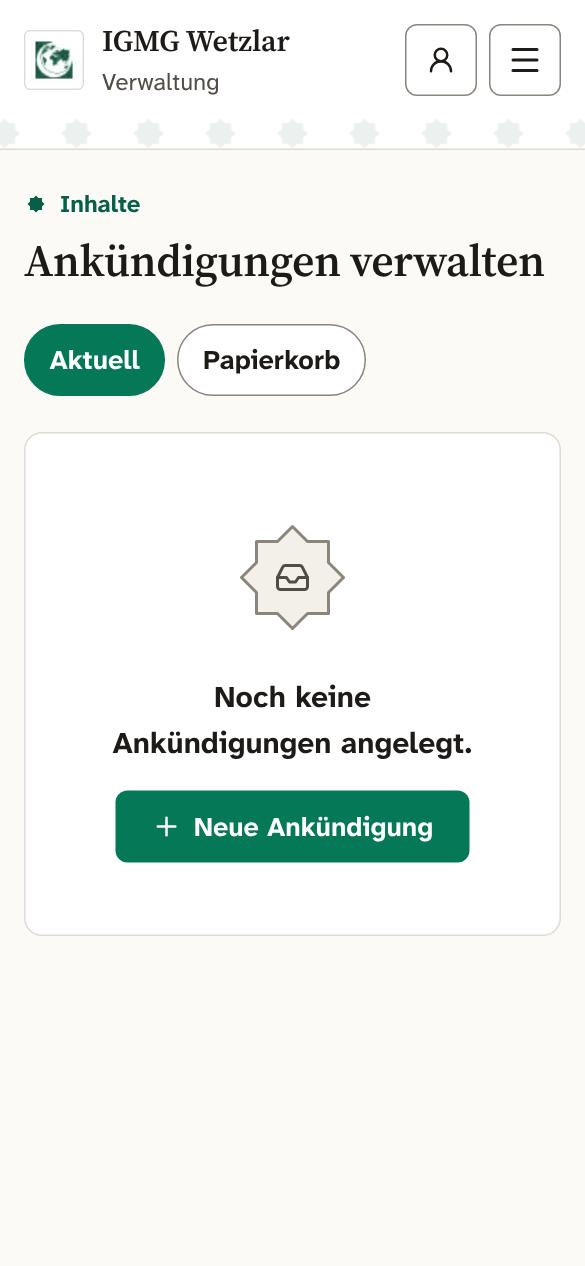 IGMG Wetzlar
Verwaltung
Inhalte
Ankündigungen verwalten
Aktuell
Papierkorb
Noch keine
Ankündigungen angelegt.
Neue Ankündigung